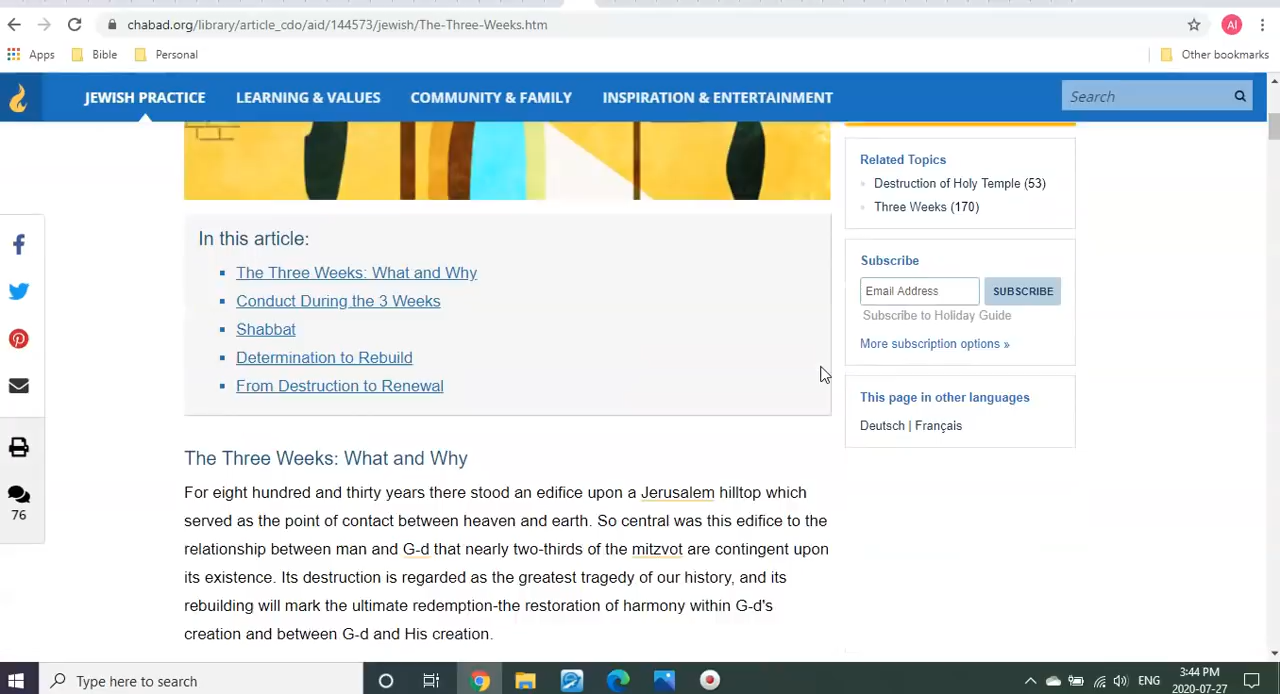 chabad.org/library/article_cdo/aid/144573/jewish/The-Three-Weeks.htm
AI
Apps Bible Personal Other bookmarks
JEWISH PRACTICE LEARNING & VALUES COMMUNITY & FAMILY INSPIRATION & ENTERTAINMENT Search
Related Topics
Destruction of Holy Temple (53)
Three Weeks (170)
In this article:
The Three Weeks: What and Why
Conduct During the 3 Weeks
Shabbat
Determination to Rebuild
From Destruction to Renewal
Subscribe
Email Address SUBSCRIBE
Subscribe to Holiday Guide
More subscription options »
This page in other languages
Deutsch | Français
76
The Three Weeks: What and Why
For eight hundred and thirty years there stood an edifice upon a Jerusalem hilltop which
served as the point of contact between heaven and earth. So central was this edifice to the
relationship between man and G-d that nearly two-thirds of the mitzvot are contingent upon
its existence. Its destruction is regarded as the greatest tragedy of our history, and its
rebuilding will mark the ultimate redemption-the restoration of harmony within G-d's
creation and between G-d and His creation.
Type here to search
ENG
3:44 PM
2020-07-27